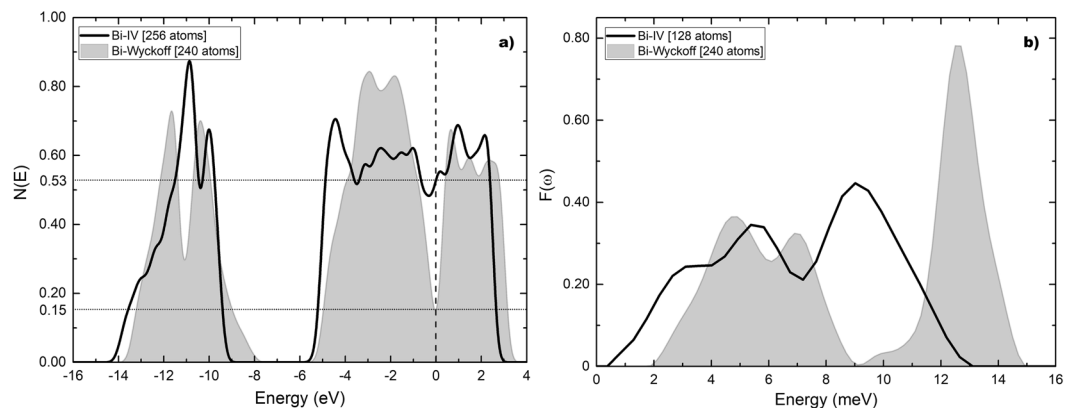 Bi-IV [256 atoms]
Bi-Wyckoff [240 atoms]
a)
N(E)
1.00
0.80
0.60
0.53
0.40
0.20
0.15
0.00
-16 -14 -12 -10 -8 -6 -4 -2 0 2 4
Energy (eV)
Bi-IV [128 atoms]
Bi-Wyckoff [240 atoms]
b)
F(ω)
0.80
0.60
0.40
0.20
0
0 2 4 6 8 10 12 14 16
Energy (meV)